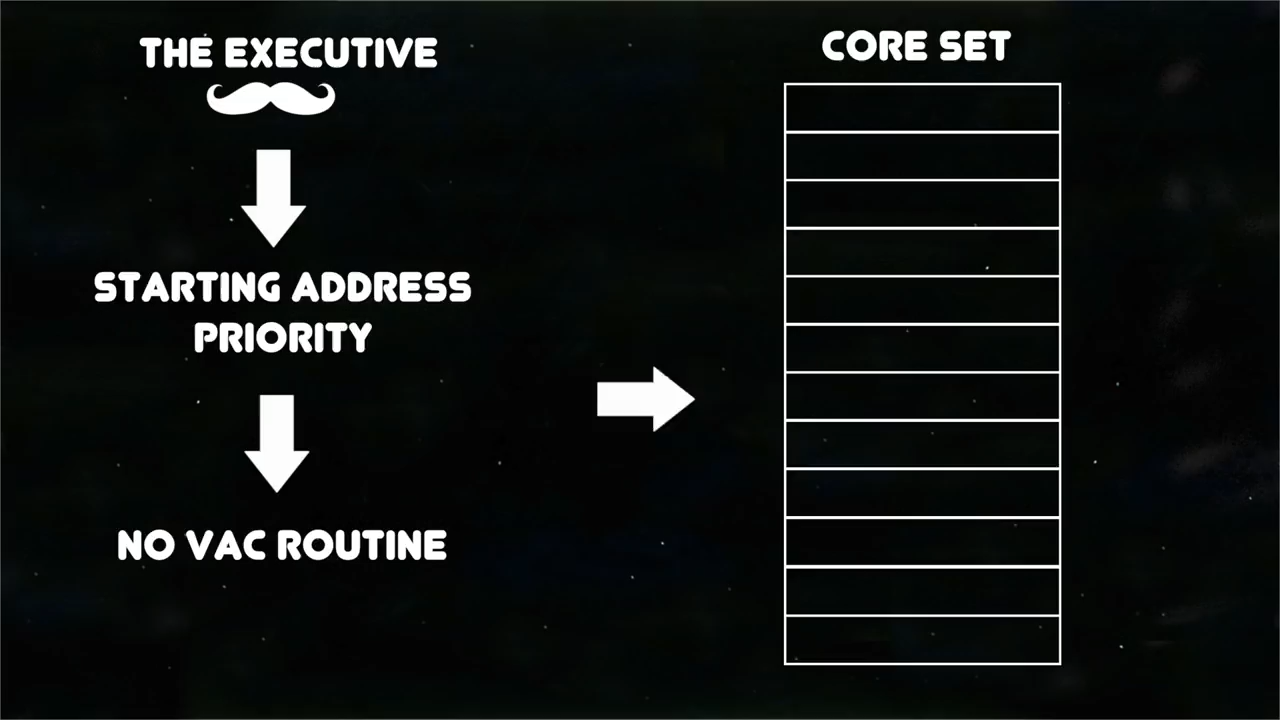 THE EXECUTIVE
STARTING ADDRESS
PRIORITY
NO VAC ROUTINE
CORE SET